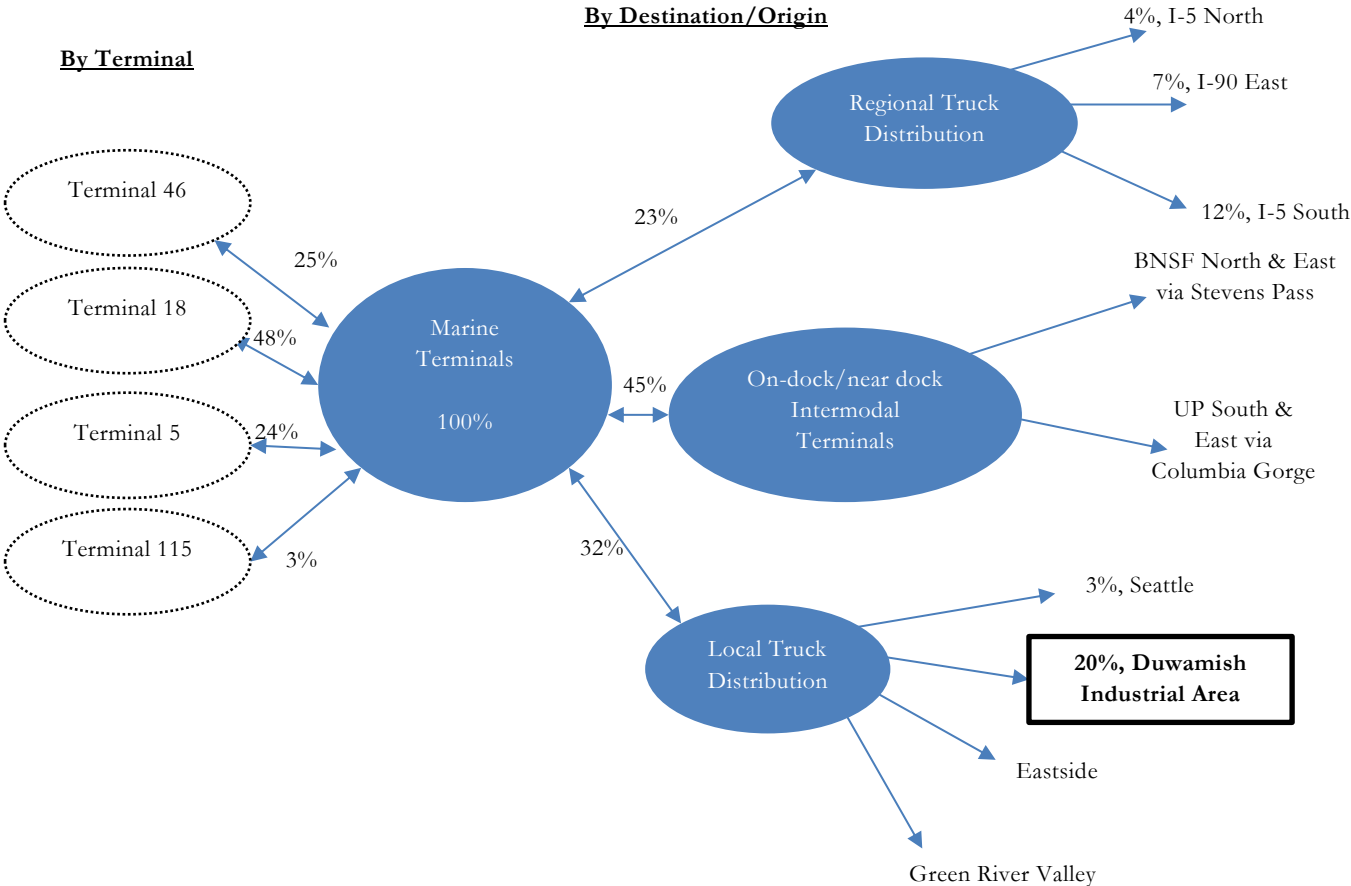 By Destination/Origin
By Terminal
4%, I-5 North
7%, I-90 East
Regional Truck
Distribution
12%, I-5 South
23%
Terminal 46
25%
Terminal 18
48%
Terminal 5
24%
Terminal 115
3%
Marine
Terminals
100%
45%
On-dock/near dock
Intermodal
Terminals
BNSF North & East
via Stevens Pass
UP South &
East via
Columbia Gorge
32%
Local Truck
Distribution
3%, Seattle
20%, Duwamish
Industrial Area
Eastside
Green River Valley